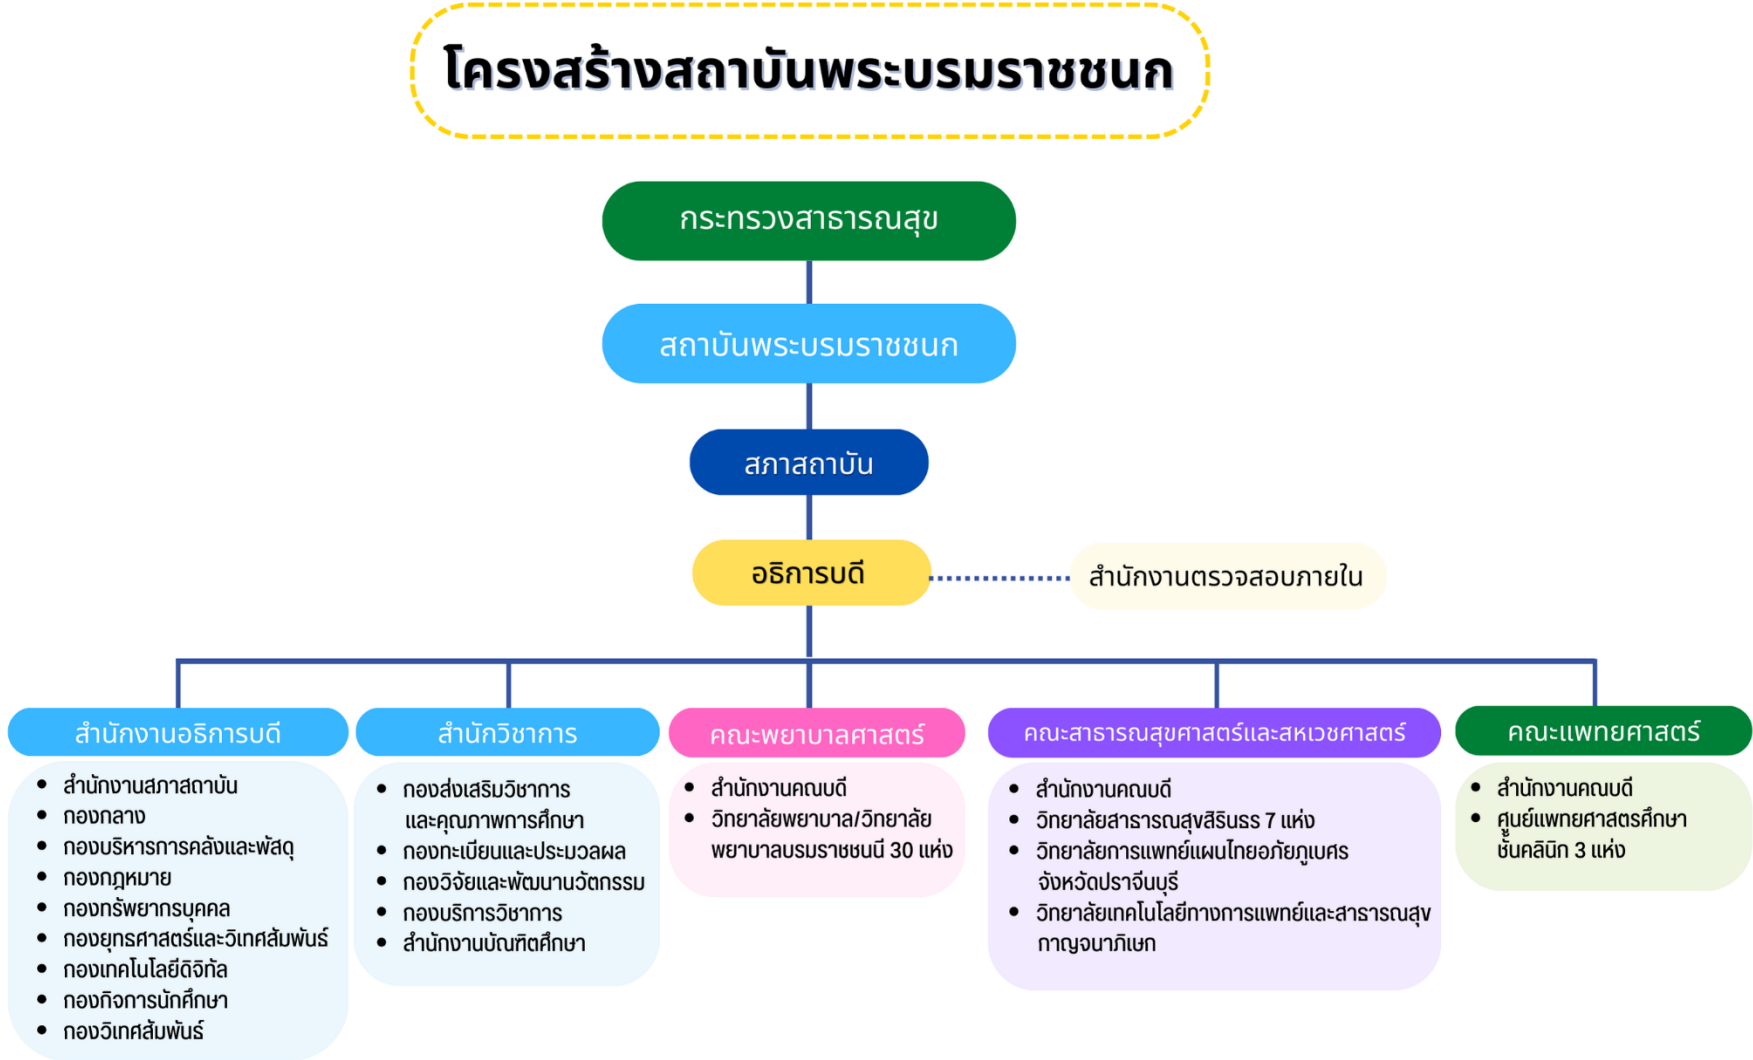 โครงสร้างสถาบันพระบรมราชชนก
กระทรวงสาธารณสุข
สถาบันพระบรมราชชนก
สภาสถาบัน
อธิการบดี
สำนักงานตรวจสอบภายใน
สำนักงานอธิการบดี
• สำนักงานสภาสถาบัน
• กองกลาง
• กองบริหารการคลังและพัสดุ
• กองกฎหมาย
• กองทรัพยากรบุคคล
• กองยุทธศาสตร์และวิเทศสัมพันธ์
• กองเทคโนโลยีดิจิทัล
• กองกิจการนักศึกษา
• กองวิเทศสัมพันธ์
สำนักวิชาการ
• กองส่งเสริมวิชาการ
และคุณภาพการศึกษา
• กองทะเบียนและประมวลผล
• กองวิจัยและพัฒนานวัตกรรม
• กองบริการวิชาการ
• สำนักงานบัณฑิตศึกษา
คณะพยาบาลศาสตร์
• สำนักงานคณบดี
• วิทยาลัยพยาบาล/วิทยาลัย
พยาบาลบรมราชชนนี 30 แห่ง
คณะสาธารณสุขศาสตร์และสหเวชศาสตร์
• สำนักงานคณบดี
• วิทยาลัยสาธารณสุขสิรินธร 7 แห่ง
• วิทยาลัยการแพทย์แผนไทยอภัยภูเบศร
จังหวัดปราจีนบุรี
• วิทยาลัยเทคโนโลยีทางการแพทย์และสาธารณสุข
กาญจนาภิเษก
คณะแพทยศาสตร์
• สำนักงานคณบดี
• ศูนย์แพทยศาสตรศึกษา
ชั้นคลินิก 3 แห่ง